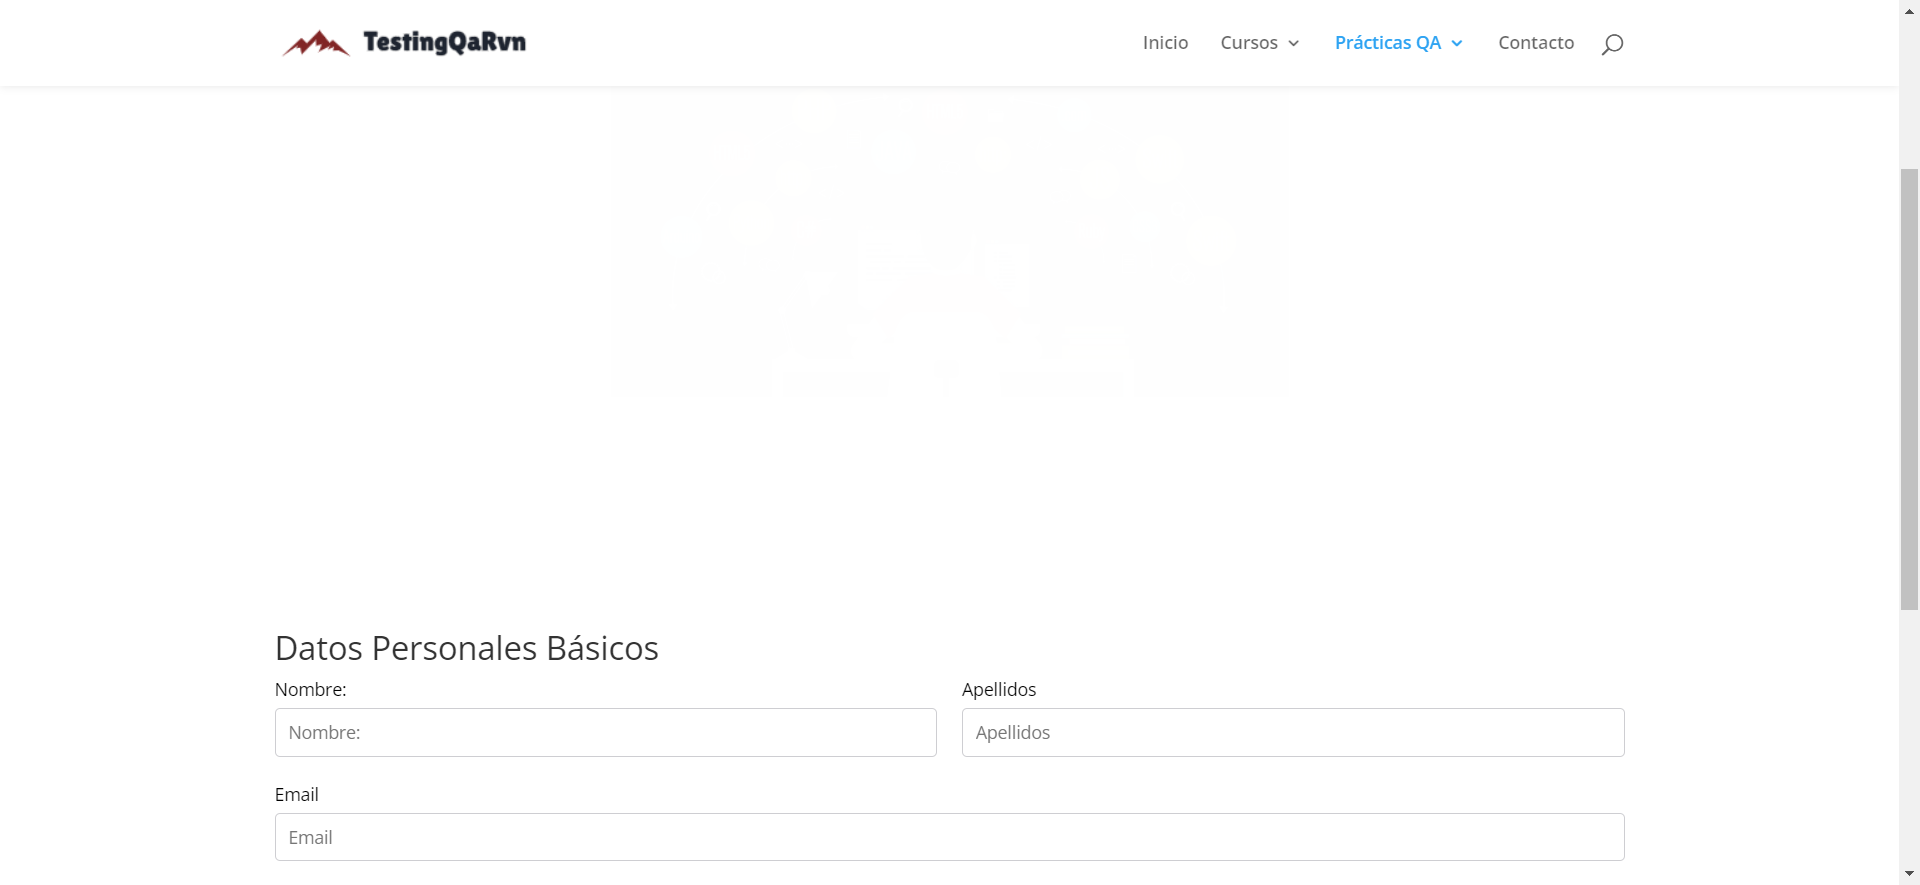 TestingQaRvn
Inicio Cursos Prácticas QA Contacto
Datos Personales Básicos
Nombre: Apellidos
Nombre: Apellidos
Email
Email